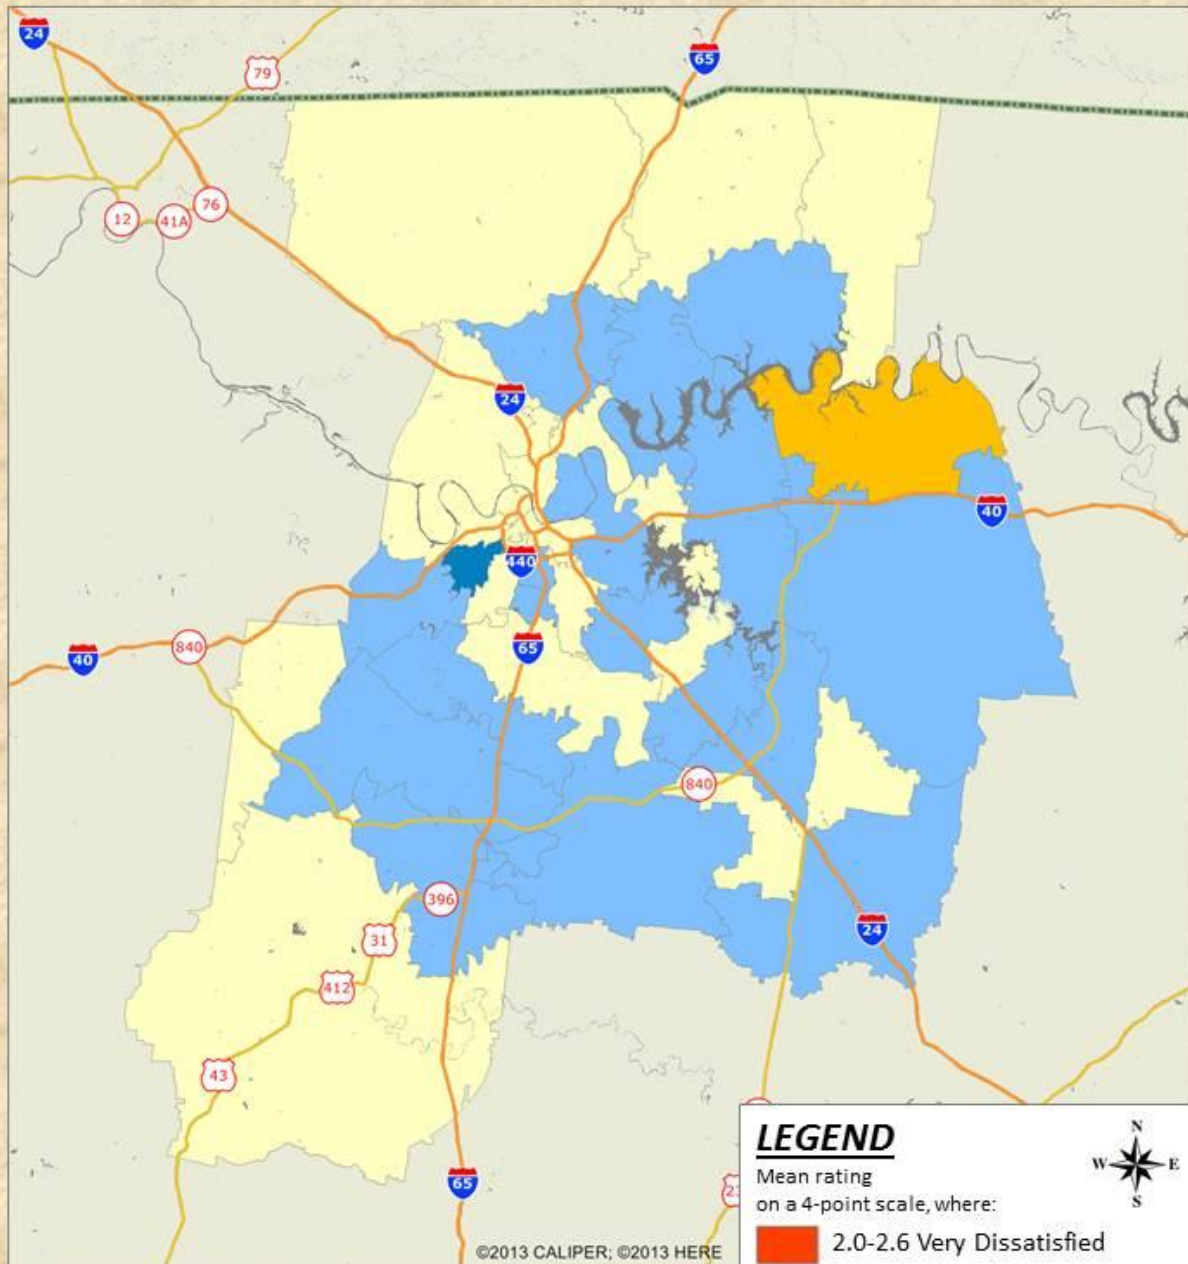 24
79
65
12
41A
76
24
40
440
840
40
65
840
396
31
24
412
43
65
LEGEND
N
W E
S
Mean rating
on a 4-point scale, where:
2.0-2.6 Very Dissatisfied
©2013 CALIPER; ©2013 HERE